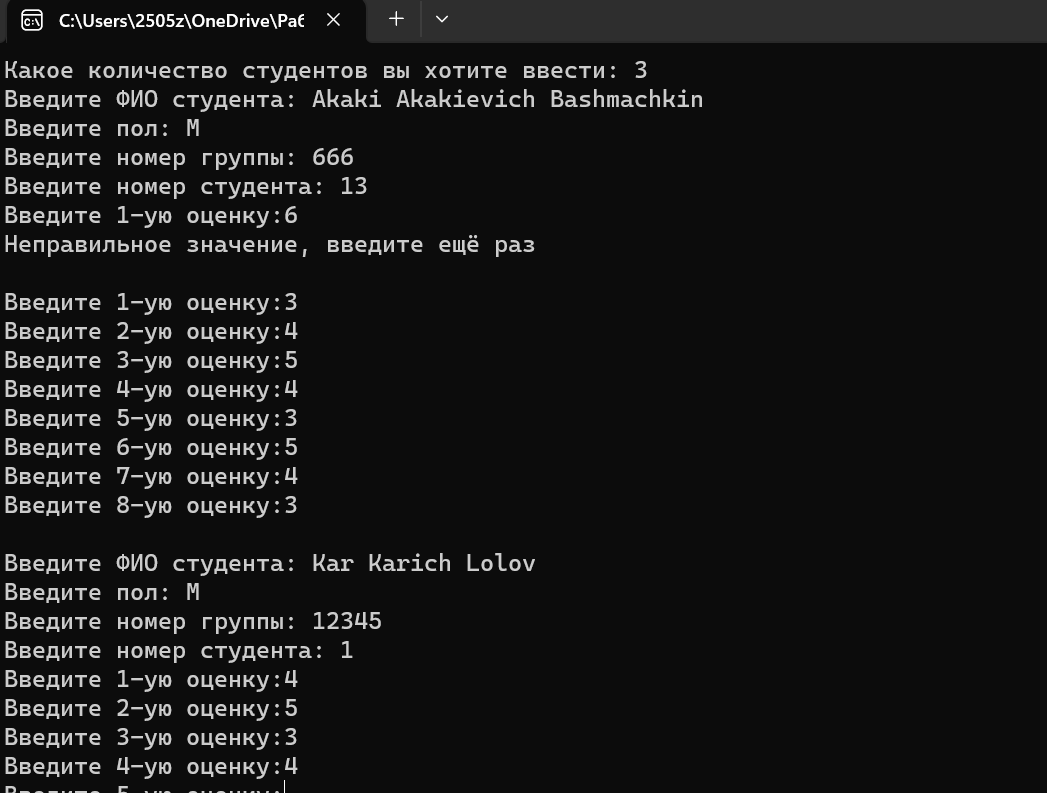 C:\Users\2505z\OneDrive\Раб
Какое количество студентов вы хотите ввести: 3
Введите ФИО студента: Akaki Akakievich Bashmachkin
Введите пол: M
Введите номер группы: 666
Введите номер студента: 13
Введите 1-ую оценку:6
Неправильное значение, введите ещё раз
Введите 1-ую оценку:3
Введите 2-ую оценку:4
Введите 3-ую оценку:5
Введите 4-ую оценку:4
Введите 5-ую оценку:3
Введите 6-ую оценку:5
Введите 7-ую оценку:4
Введите 8-ую оценку:3
Введите ФИО студента: Kar Karich Lolov
Введите пол: M
Введите номер группы: 12345
Введите номер студента: 1
Введите 1-ую оценку:4
Введите 2-ую оценку:5
Введите 3-ую оценку:3
Введите 4-ую оценку:4
Введите 5-ую оценку: